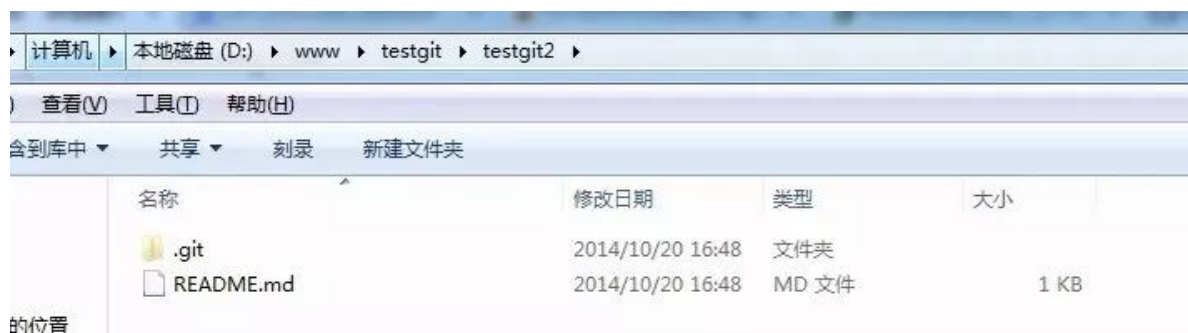 计算机 本地磁盘 (D:) www testgit testgit2
) 查看(V) 工具(T) 帮助(H)
含到库中 共享 刻录 新建文件夹
名称 修改日期 类型 大小
.git 2014/10/20 16:48 文件夹
README.md 2014/10/20 16:48 MD 文件 1 KB
的位置